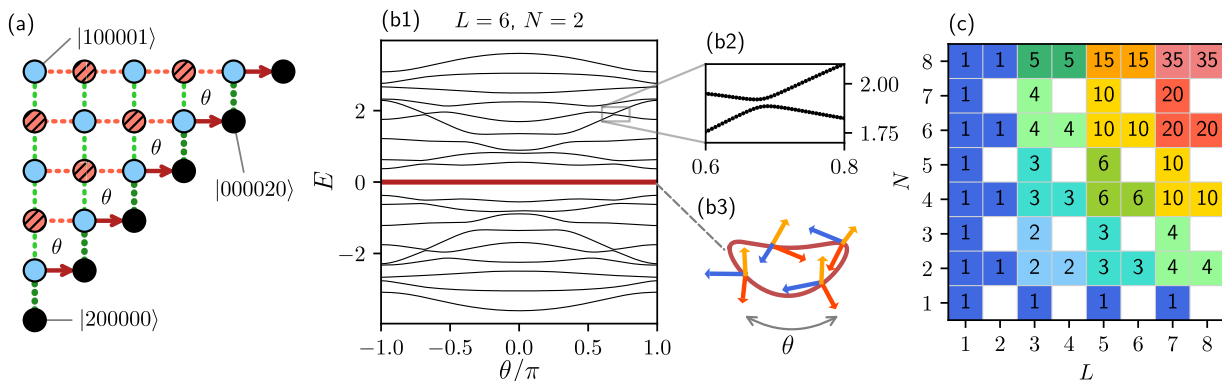 (a)
|100001⟩
θ
θ
θ
θ
|000020⟩
|200000⟩
(b1) L = 6, N = 2
E
2
0
−2
−1.0 −0.5 0.0 0.5 1.0
θ/π
(b2)
2.00
1.75
0.6 0.8
(b3)
θ
(c)
N
8 1 1 5 5 15 15 35 35
7 1 4 10 20
6 1 1 4 4 10 10 20 20
5 1 3 6 10
4 1 1 3 3 6 6 10 10
3 1 2 3 4
2 1 1 2 2 3 3 4 4
1 1 1 1 1
1 2 3 4 5 6 7 8
L